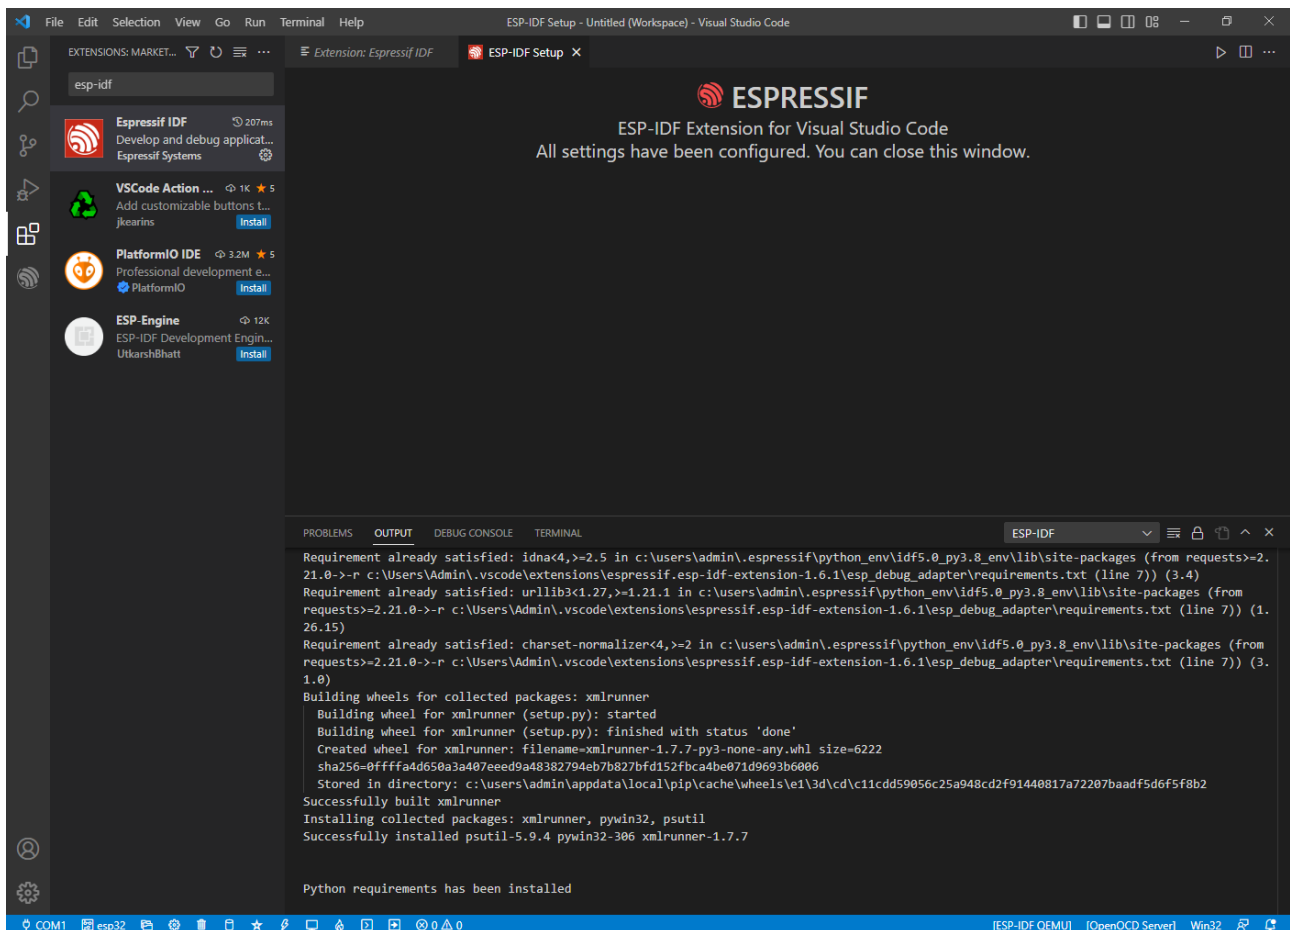 File Edit Selection View Go Run Terminal Help ESP-IDF Setup - Untitled (Workspace) - Visual Studio Code
EXTENSIONS: MARKET...
Extension: Espressif IDF
ESP-IDF Setup
esp-idf
Espressif IDF 207ms
Develop and debug applicat...
Espressif Systems
VSCode Action ... 1K ★ 5
Add customizable buttons t...
jkearins Install
PlatformIO IDE 3.2M ★ 5
Professional development e...
PlatformIO Install
ESP-Engine 12K
ESP-IDF Development Engin...
UtkarshBhatt Install
ESPRESSIF
ESP-IDF Extension for Visual Studio Code
All settings have been configured. You can close this window.
PROBLEMS OUTPUT DEBUG CONSOLE TERMINAL ESP-IDF
Requirement already satisfied: idna<4,>=2.5 in c:\users\admin\.espressif\python_env\idf5.0_py3.8_env\lib\site-packages (from requests>=2.
21.0->-r c:\Users\Admin\.vscode\extensions\espressif.esp-idf-extension-1.6.1\esp_debug_adapter\requirements.txt (line 7)) (3.4)
Requirement already satisfied: urllib3<1.27,>=1.21.1 in c:\users\admin\.espressif\python_env\idf5.0_py3.8_env\lib\site-packages (from
requests>=2.21.0->-r c:\Users\Admin\.vscode\extensions\espressif.esp-idf-extension-1.6.1\esp_debug_adapter\requirements.txt (line 7)) (1.
26.15)
Requirement already satisfied: charset-normalizer<4,>=2 in c:\users\admin\.espressif\python_env\idf5.0_py3.8_env\lib\site-packages (from
requests>=2.21.0->-r c:\Users\Admin\.vscode\extensions\espressif.esp-idf-extension-1.6.1\esp_debug_adapter\requirements.txt (line 7)) (3.
1.0)
Building wheels for collected packages: xmlrunner
Building wheel for xmlrunner (setup.py): started
Building wheel for xmlrunner (setup.py): finished with status 'done'
Created wheel for xmlrunner: filename=xmlrunner-1.7.7-py3-none-any.whl size=6222
sha256=0ffffa4d650a3a407eeed9a48382794eb7b827bfd152fbca4be071d9693b6006
Stored in directory: c:\users\admin\appdata\local\pip\cache\wheels\e1\3d\cd\c11cdd59056c25a948cd2f91440817a72207baadf5d6f5f8b2
Successfully built xmlrunner
Installing collected packages: xmlrunner, pywin32, psutil
Successfully installed psutil-5.9.4 pywin32-306 xmlrunner-1.7.7
Python requirements has been installed
COM1 esp32 0 0 [ESP-IDF QEMU] [OpenOCD Server] Win32